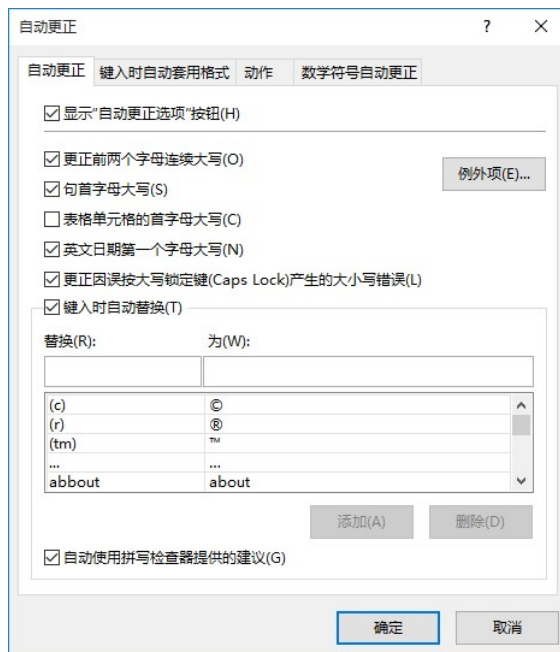 自动更正
自动更正 键入时自动套用格式 动作 数学符号自动更正
显示“自动更正选项”按钮(H)
更正前两个字母连续大写(O)
例外项(E)...
句首字母大写(S)
表格单元格的首字母大写(C)
英文日期第一个字母大写(N)
更正因误按大写锁定键(Caps Lock)产生的大小写错误(L)
键入时自动替换(T)
替换(R): 为(W):
(c) ©
(r) ®
(tm) ™
... ...
abbout about
添加(A) 删除(D)
自动使用拼写检查器提供的建议(G)
确定 取消